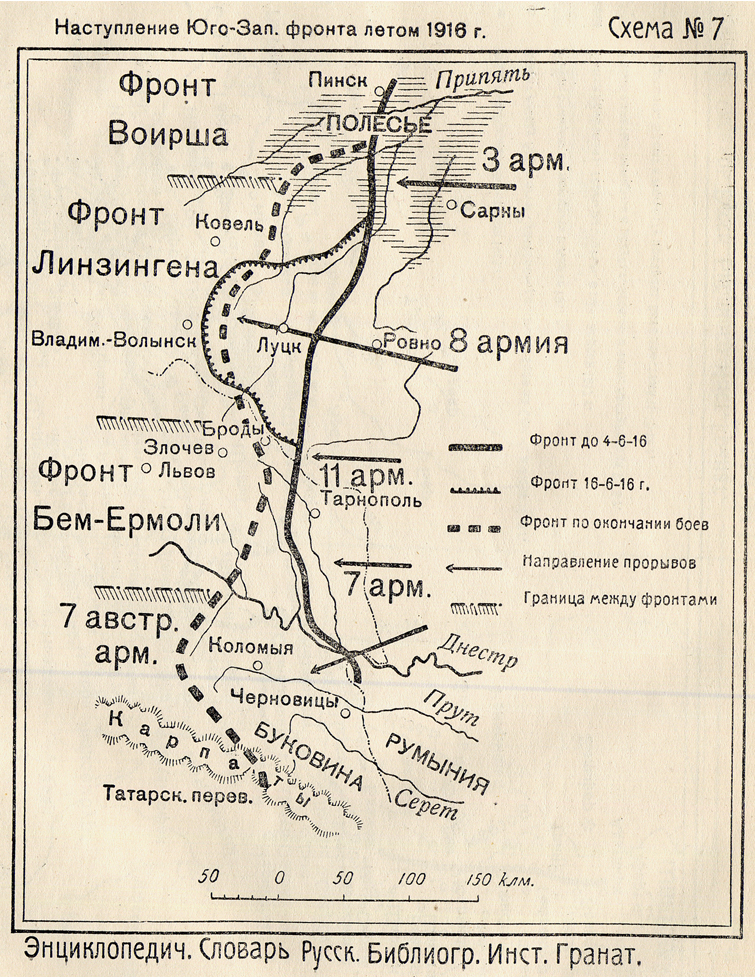 Наступление Юго-Зап. фронта летом 1916 г.
Схема № 7
Фронт
Воирша
Пинск
Припять
ПОЛЕСЬЕ
3 арм.
Сарны
Фронт
Линзингена
Ковель
Владим.-Волынск
Луцк
Ровно
8 армия
Броды
Злочев
Львов
Фронт
Бем-Ермоли
11 арм.
Тарнополь
7 арм.
Фронт до 4-6-16
Фронт 16-6-16 г.
Фронт по окончании боев
Направление прорывов
Граница между фронтами
7 австр.
арм.
Коломыя
Днестр
Черновицы
Прут
Карпаты
БУКОВИНА
РУМЫНИЯ
Серет
Татарск. перев.
50 0 50 100 150 клм.
Энциклопедич. Словарь Русск. Библиогр. Инст. Гранат.